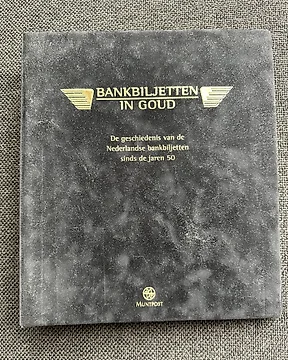 BANKBILJETTEN
IN GOUD
De geschiedenis van de
Nederlandse bankbiljetten
sinds de jaren 50
MUNTPOST